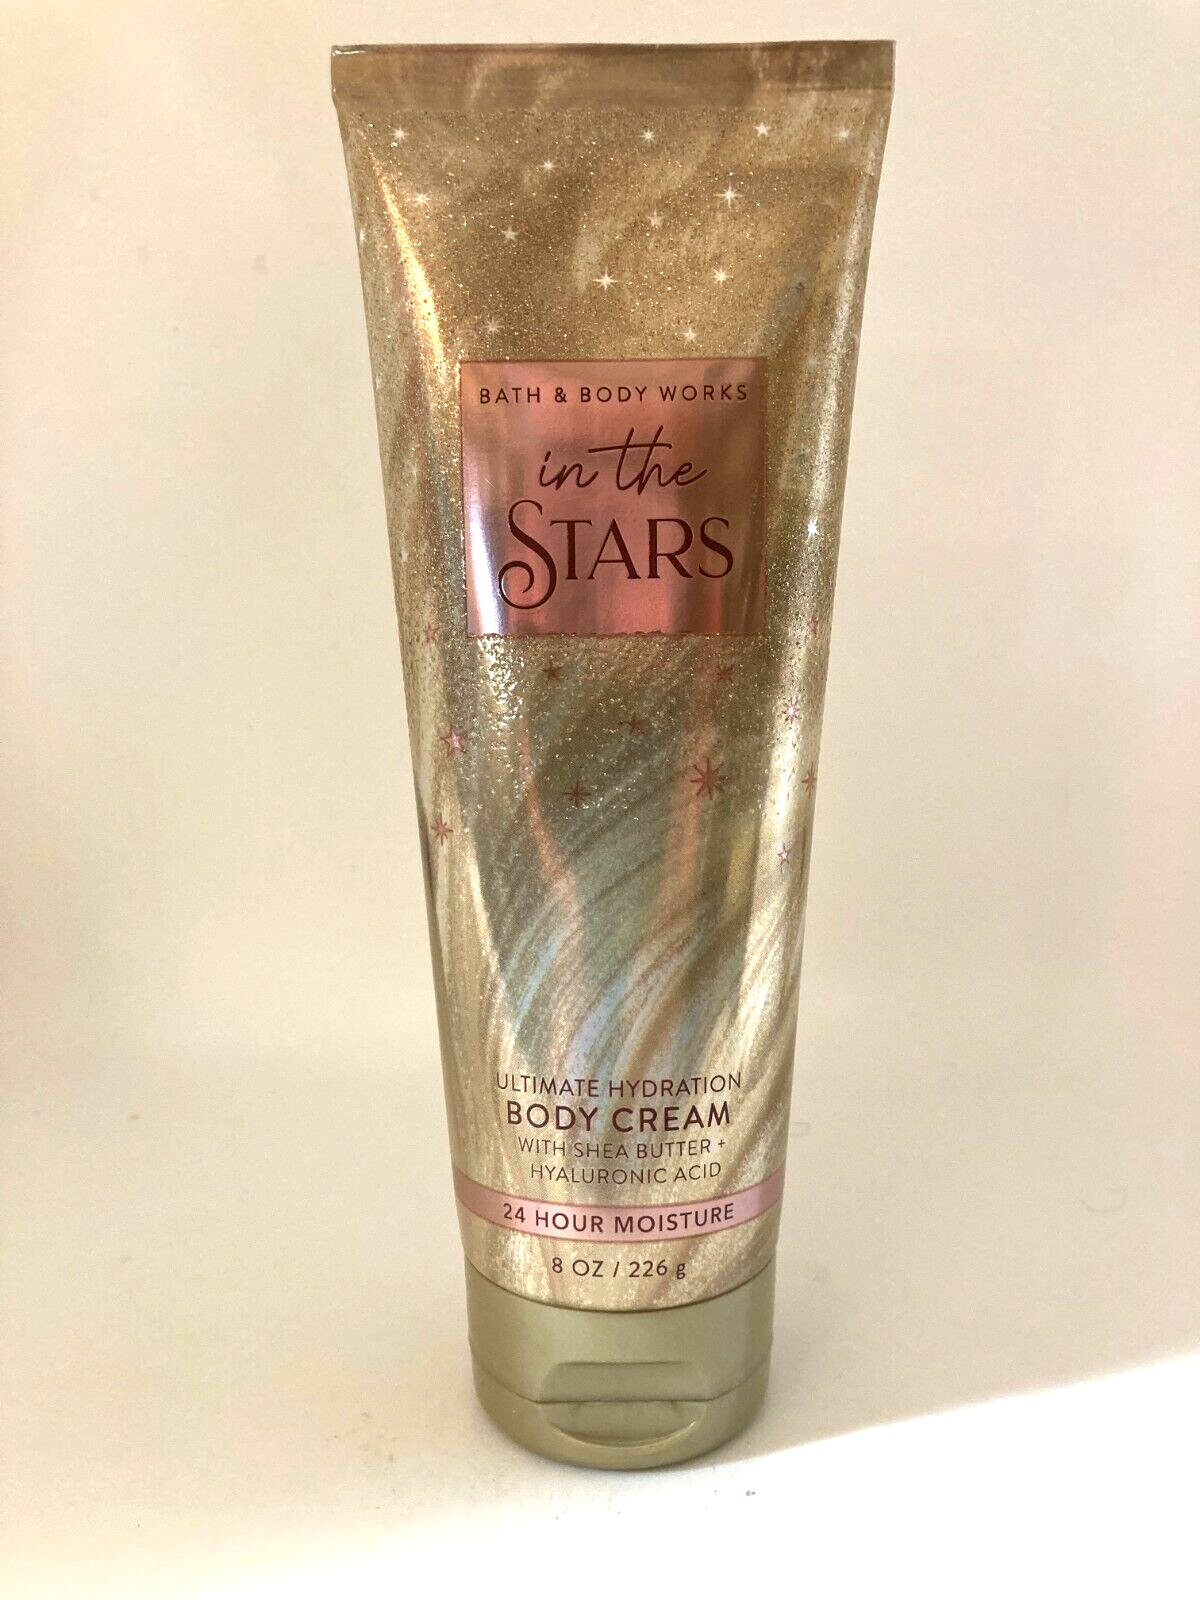 BATH & BODY WORKS
in the
STARS
ULTIMATE HYDRATION
BODY CREAM
WITH SHEA BUTTER +
HYALURONIC ACID
24 HOUR MOISTURE
8 OZ / 226 g